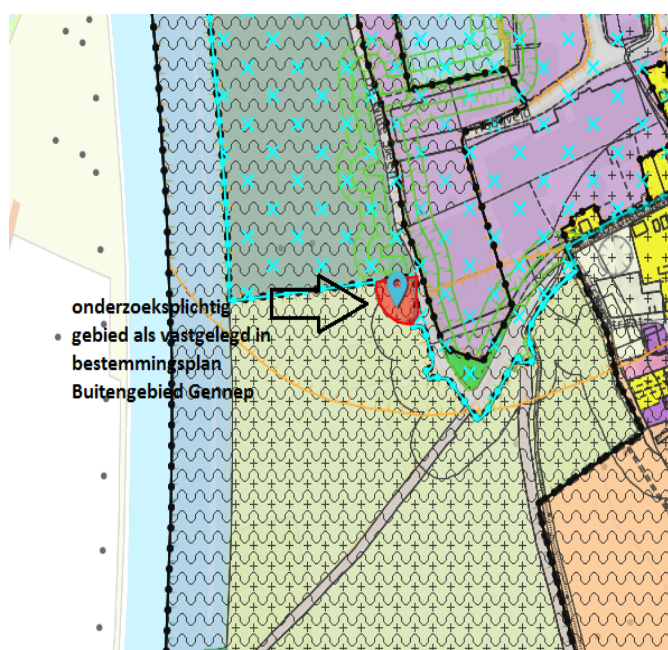 onderzoeksplichtig
gebied als vastgelegd in
bestemmingsplan
Buitengebied Gennep